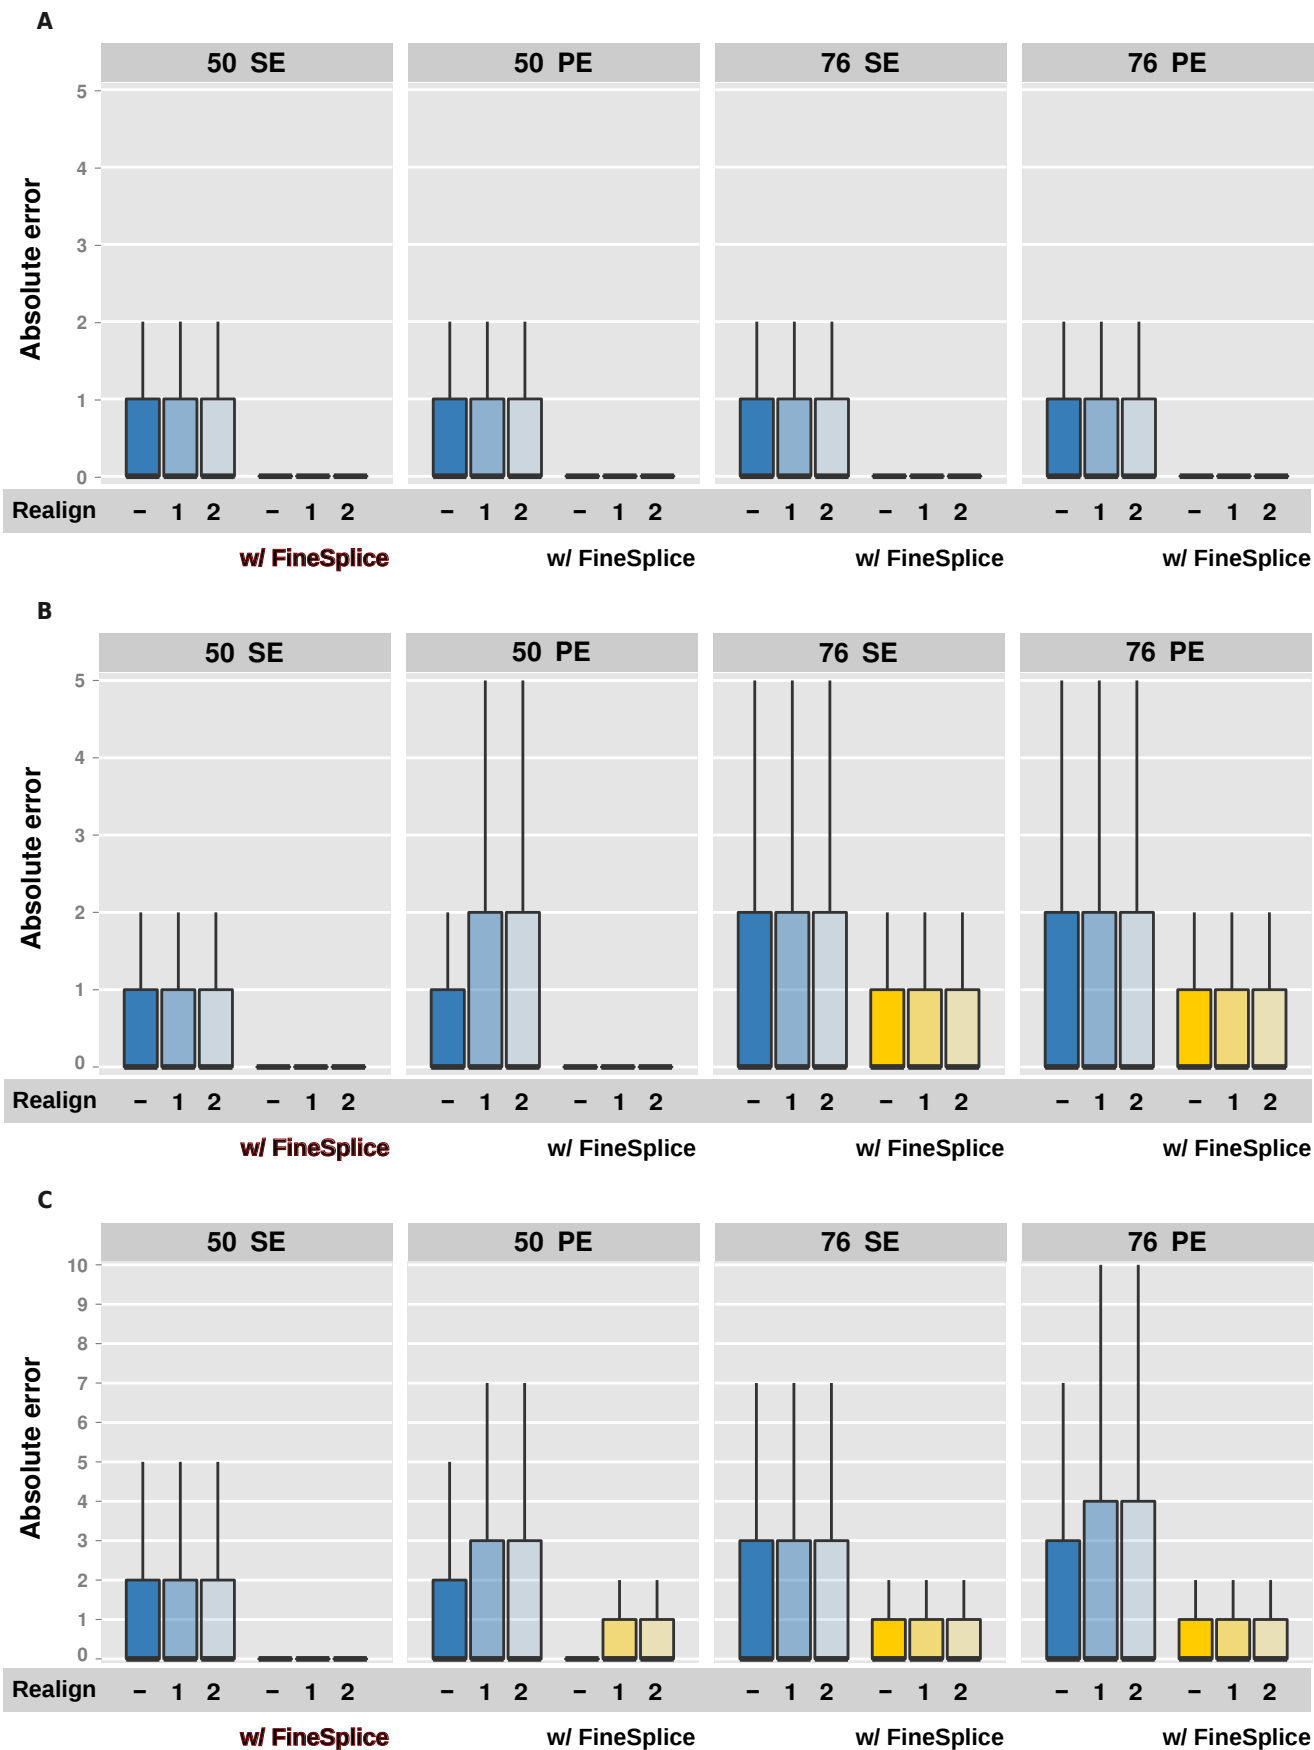 A
50 SE 50 PE 76 SE 76 PE
5
4
3
2
1
0
Absolute error
Realign – 1 2 – 1 2 – 1 2 – 1 2 – 1 2 – 1 2 – 1 2 – 1 2
w/ FineSplice w/ FineSplice w/ FineSplice w/ FineSplice
B
50 SE 50 PE 76 SE 76 PE
5
4
3
2
1
0
Absolute error
Realign – 1 2 – 1 2 – 1 2 – 1 2 – 1 2 – 1 2 – 1 2 – 1 2
w/ FineSplice w/ FineSplice w/ FineSplice w/ FineSplice
C
50 SE 50 PE 76 SE 76 PE
10
9
8
7
6
5
4
3
2
1
0
Absolute error
Realign – 1 2 – 1 2 – 1 2 – 1 2 – 1 2 – 1 2 – 1 2 – 1 2
w/ FineSplice w/ FineSplice w/ FineSplice w/ FineSplice